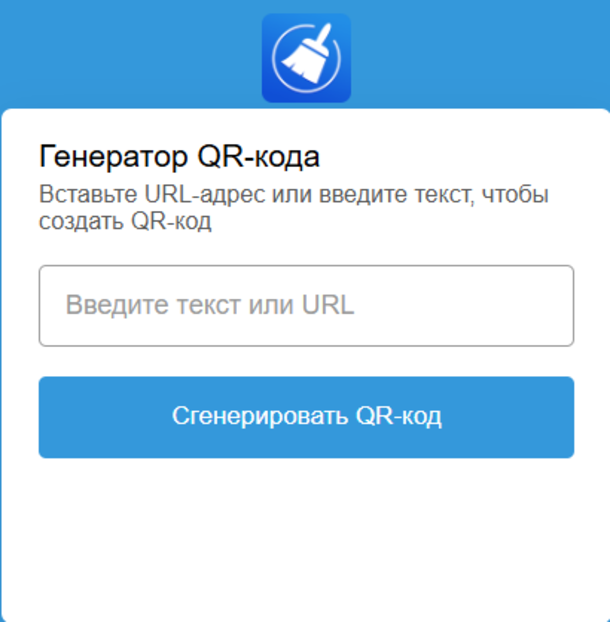 Генератор QR-кода
Вставьте URL-адрес или введите текст, чтобы
создать QR-код
Введите текст или URL
Сгенерировать QR-код